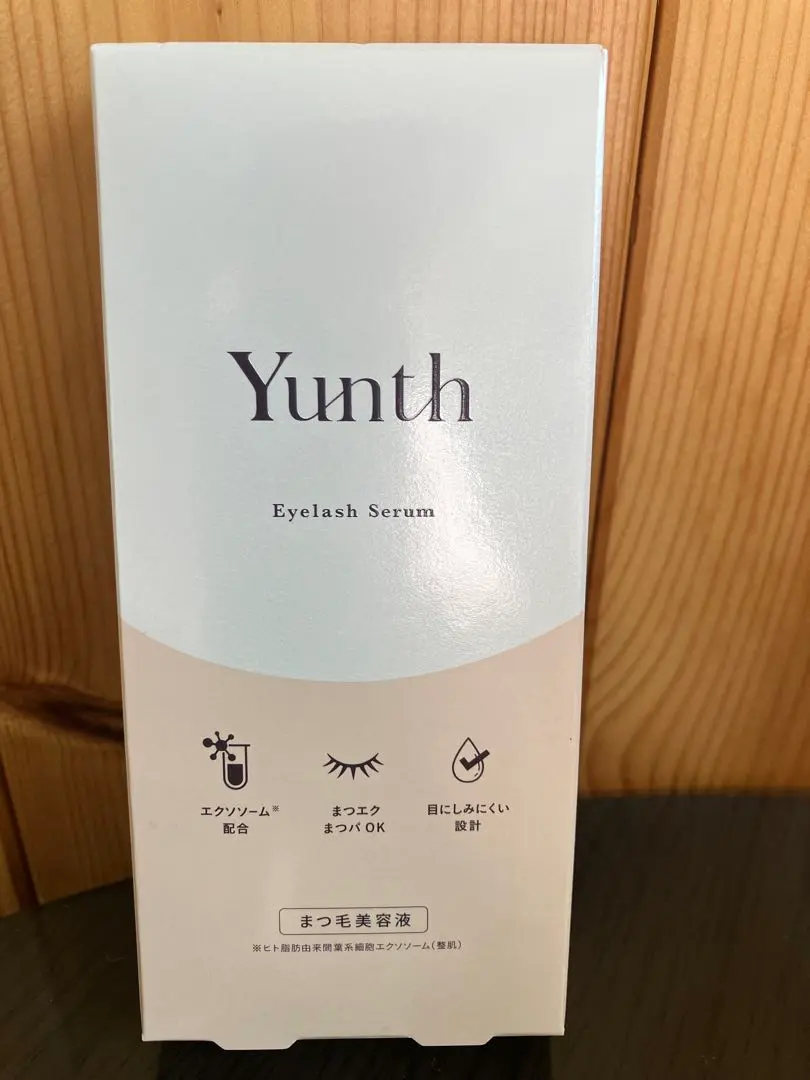 Yunth
Eyelash Serum
エクソソーム※
配合
まつエク
まつパ OK
目にしみにくい
設計
まつ毛美容液
※ヒト脂肪由来間葉系細胞エクソソーム(整肌)